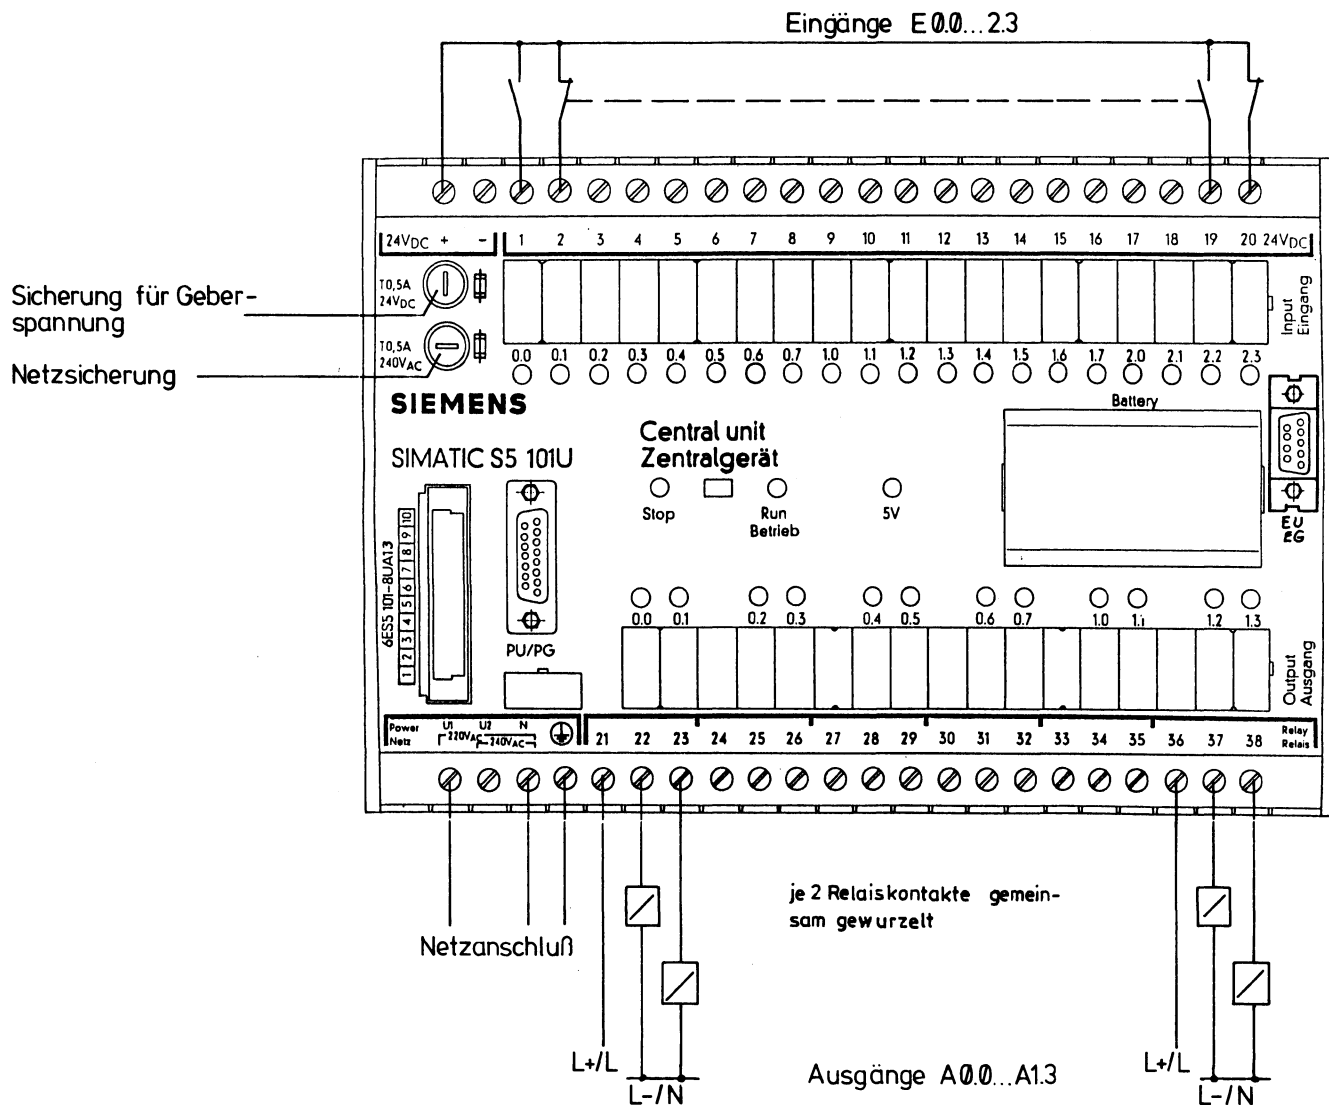 Eingänge E0.0...2.3
24VDC + -
1 2 3 4 5 6 7 8 9 10 11 12 13 14 15 16 17 18 19 20 24VDC
T0,5A
24VDC
Sicherung für Geber-
spannung
Input
Eingang
T0,5A
240VAC
Netzsicherung
0.0 0.1 0.2 0.3 0.4 0.5 0.6 0.7 1.0 1.1 1.2 1.3 1.4 1.5 1.6 1.7 2.0 2.1 2.2 2.3
SIEMENS
Battery
SIMATIC S5 101U
Central unit
Zentralgerät
Stop
Run
Betrieb
5V
EU
EG
6ES5 101-8UA13
1 2 3 4 5 6 7 8 9 10
PU/PG
0.0 0.1 0.2 0.3 0.4 0.5 0.6 0.7 1.0 1.1 1.2 1.3
Output
Ausgang
Power
Netz
U1 U2 N
220VAC
240VAC
21 22 23 24 25 26 27 28 29 30 31 32 33 34 35 36 37 38
Relay
Relais
je 2 Relaiskontakte gemein-
sam gewurzelt
Netzanschluß
L+/L
L-/N
Ausgänge A0.0...A1.3
L+/L
L-/N